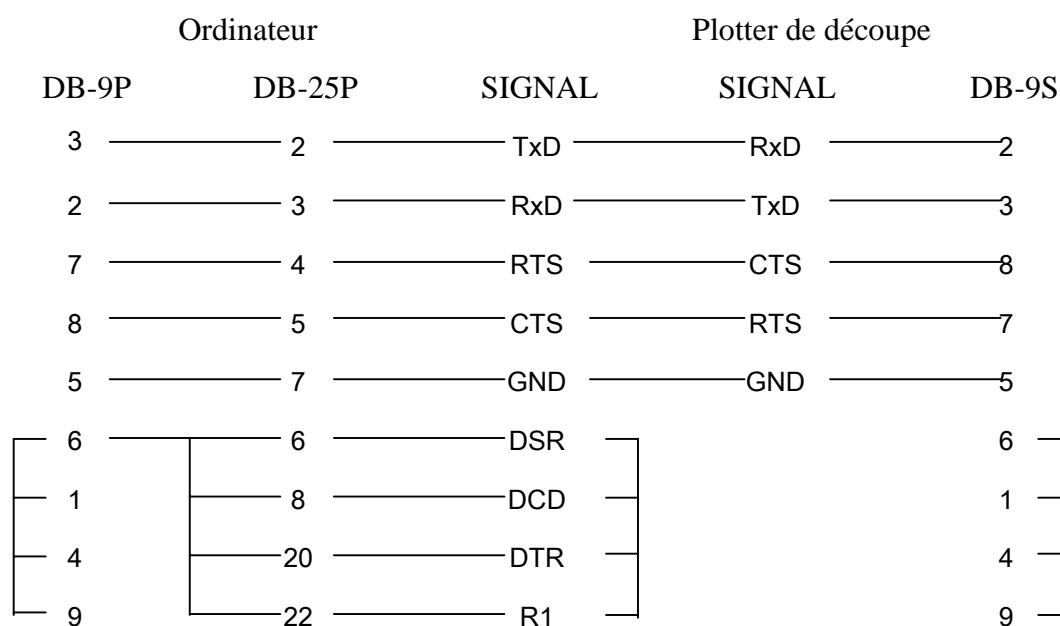 Ordinateur Plotter de découpe
DB-9P DB-25P SIGNAL SIGNAL DB-9S
3 2 TxD RxD 2
2 3 RxD TxD 3
7 4 RTS CTS 8
8 5 CTS RTS 7
5 7 GND GND 5
6 6 DSR 6
1 8 DCD 1
4 20 DTR 4
9 22 R1 9